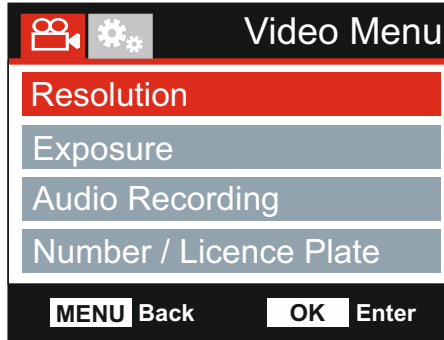 Video Menu
Resolution
Exposure
Audio Recording
Number / Licence Plate
MENU Back OK Enter